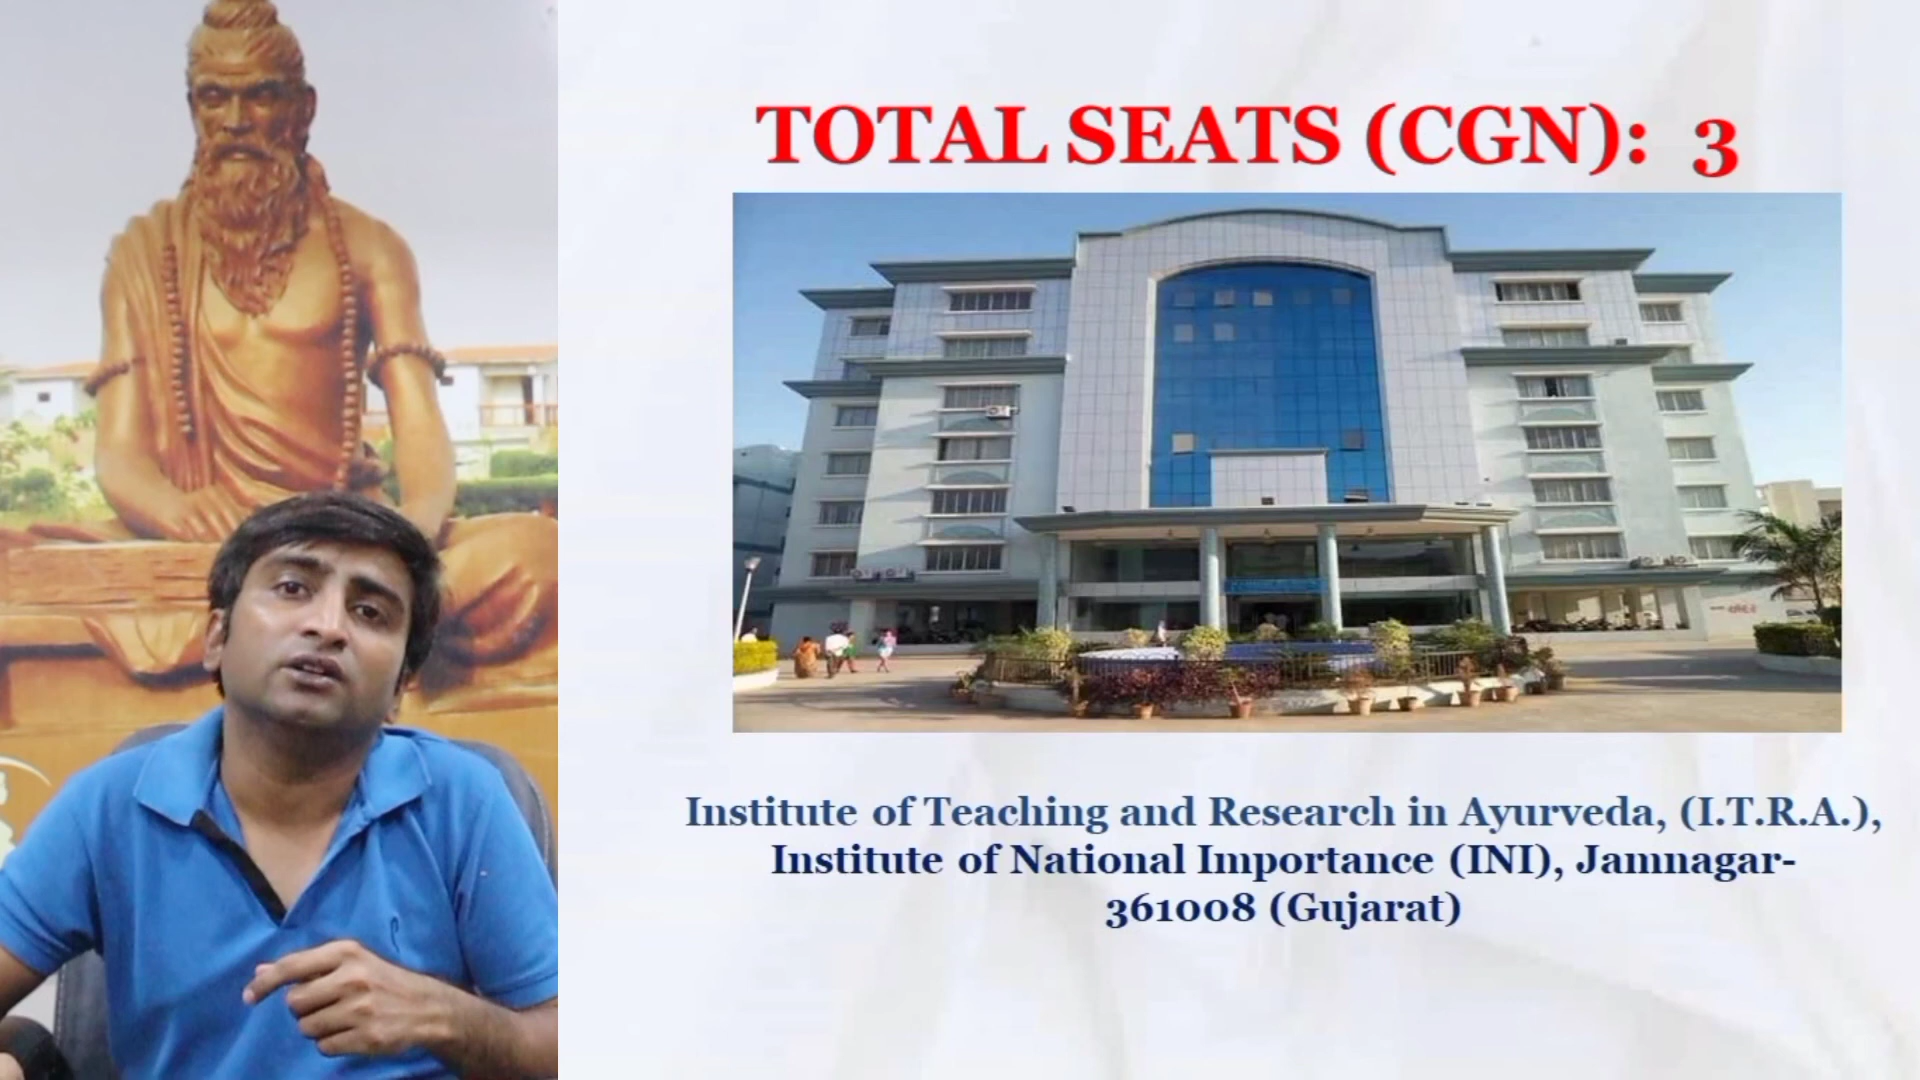 TOTAL SEATS (CGN): 3
Institute of Teaching and Research in Ayurveda, (I.T.R.A.),
Institute of National Importance (INI), Jamnagar-
361008 (Gujarat)